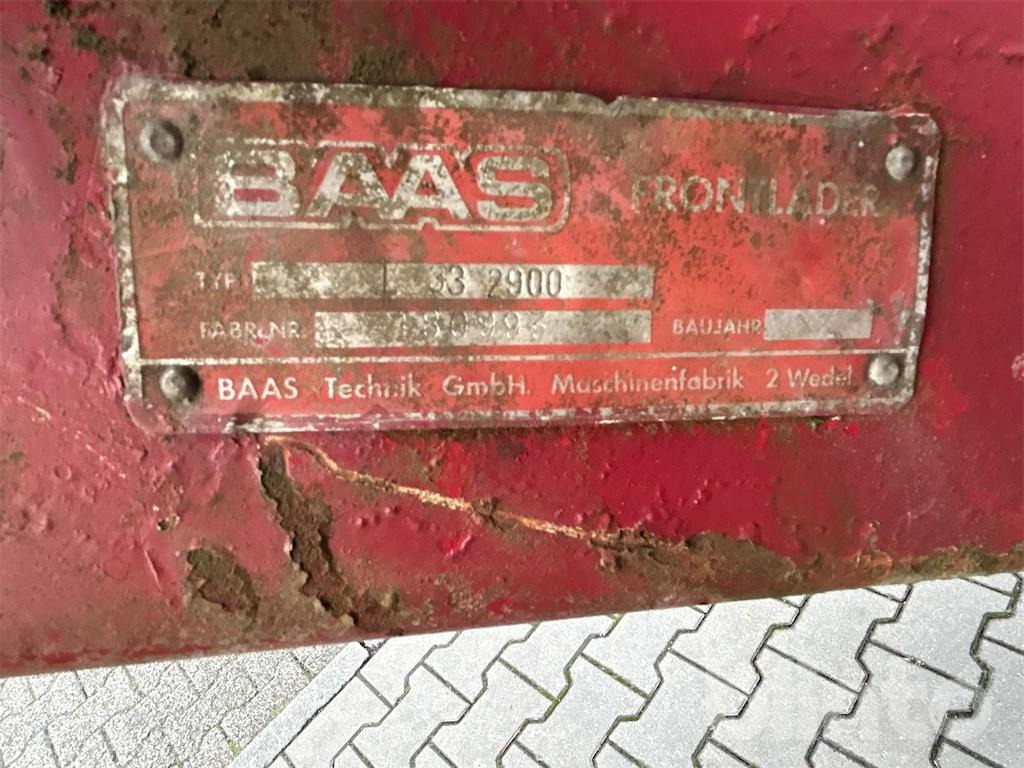 BAAS FRONTLADER
TYP: L 33 2900
FABR.NR.
BAUJAHR
BAAS - Technik GmbH. Maschinenfabrik 2 Wedel